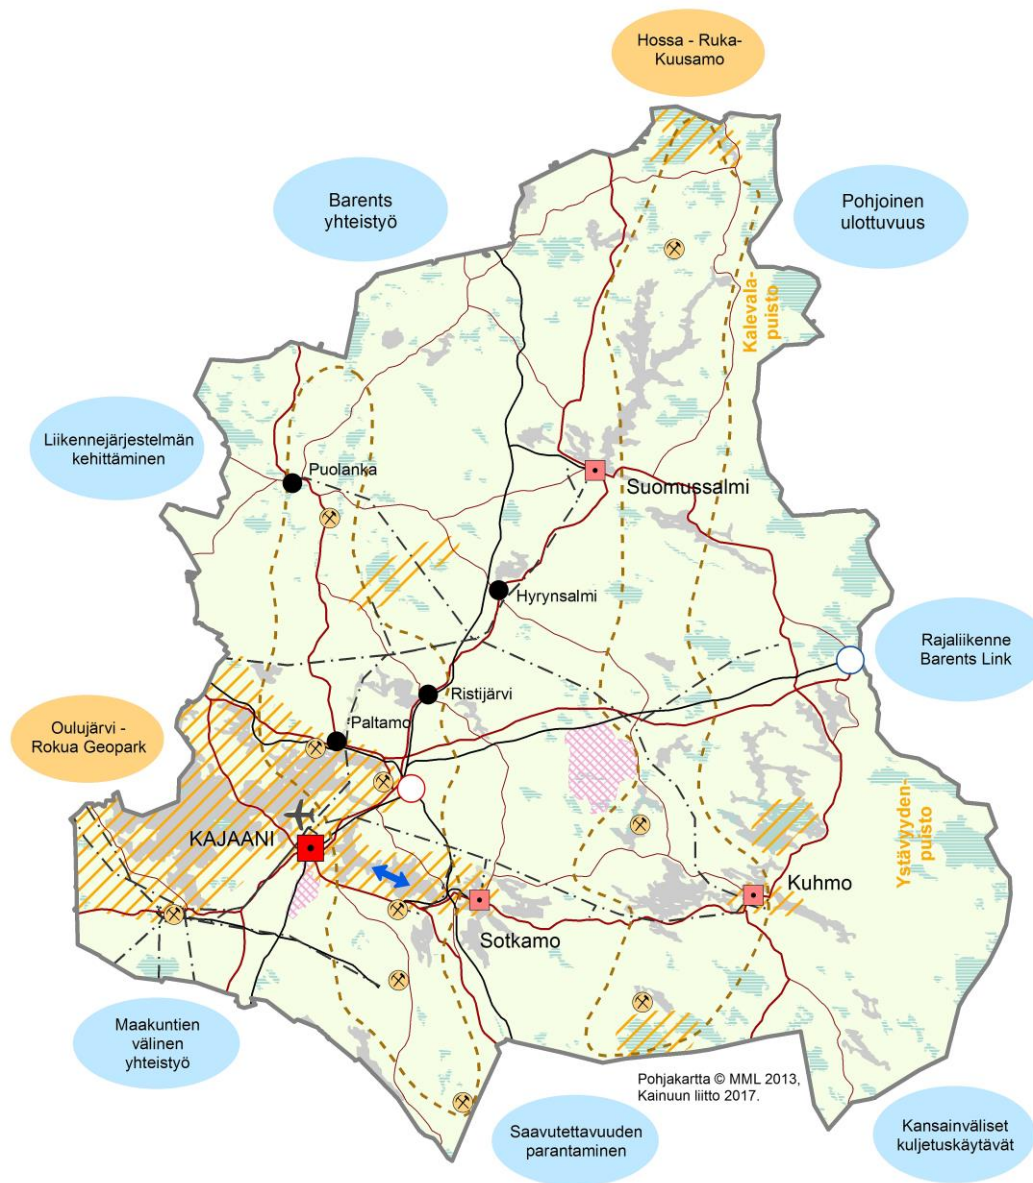 Hossa - Ruka-
Kuusamo
Barents
yhteistyö
Pohjoinen
ulottuvuus
Kalevala-
puisto
Liikennejärjestelmän
kehittäminen
Puolanka
Suomussalmi
Hyrynsalmi
Rajaliikenne
Barents Link
Ristijärvi
Paltamo
Oulujärvi -
Rokua Geopark
KAJAANI
Ystävyyden-
puisto
Kuhmo
Sotkamo
Maakuntien
välinen
yhteistyö
Pohjakartta © MML 2013,
Kainuun liitto 2017.
Saavutettavuuden
parantaminen
Kansainväliset
kuljetuskäytävät